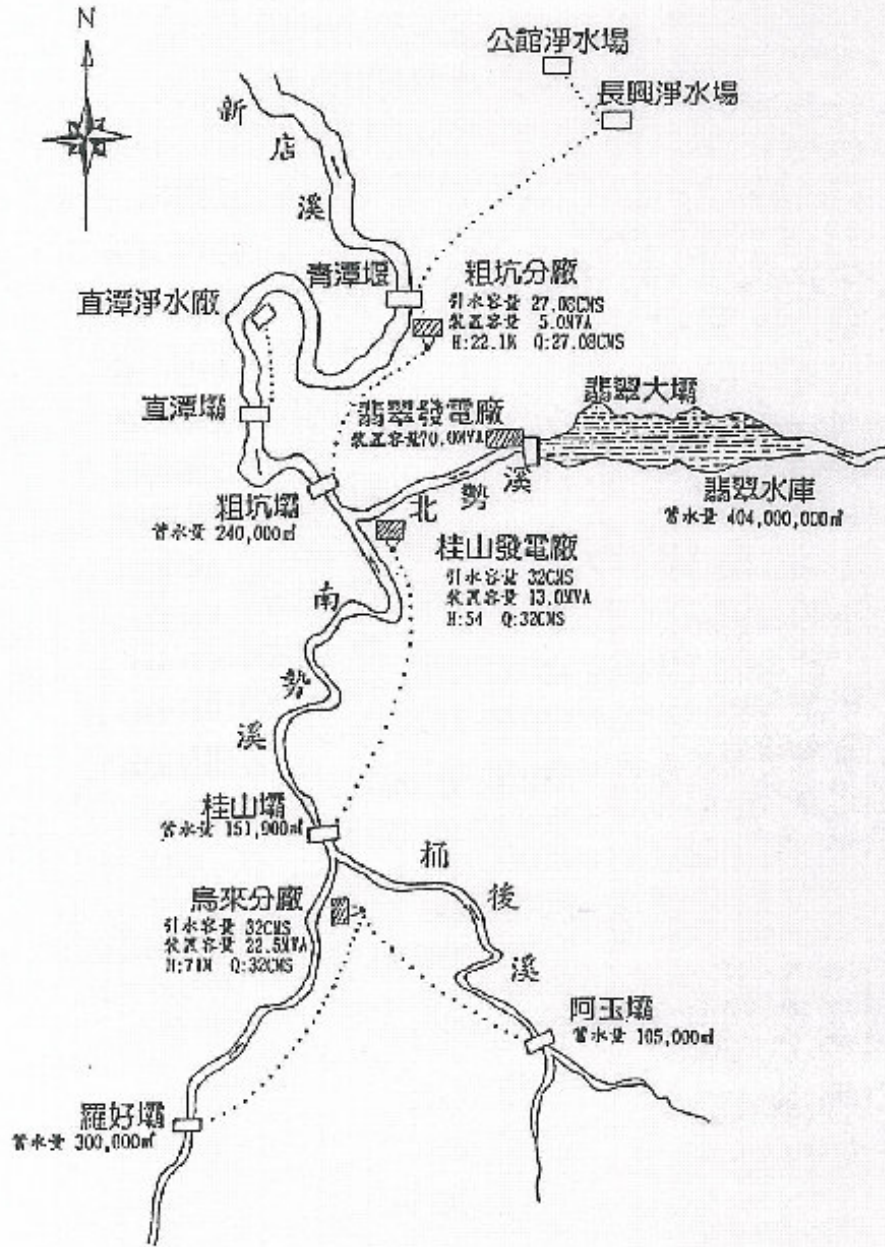 N
公館淨水場
長興淨水場
新店溪
青潭堰
粗坑分廠
引水容量 27.08CMS
裝置容量 5.0MVA
H:22.1M Q:27.08CMS
直潭淨水廠
直潭壩
翡翠發電廠
裝置容量70.0MVA
翡翠大壩
翡翠水庫
蓄水量 404,000,000㎥
北勢溪
粗坑壩
蓄水量 240,000㎥
桂山發電廠
引水容量 32CMS
裝置容量 13.0MVA
H:54 Q:32CMS
南勢溪
桂山壩
蓄水量 151,900㎥
桶後溪
烏來分廠
引水容量 32CMS
裝置容量 22.5MVA
Q:32CMS
阿玉壩
蓄水量 105,000㎥
羅好壩
蓄水量 300,000㎥